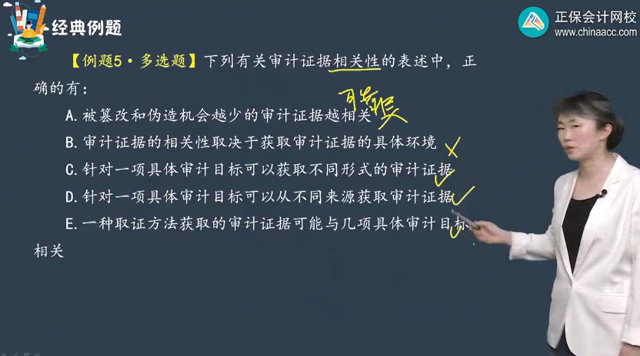 经典例题
正保会计网校
www.chinaacc.com
【例题5·多选题】下列有关审计证据相关性的表述中，正
确的有：
可靠性
A.被篡改和伪造机会越少的审计证据越相关
B.审计证据的相关性取决于获取审计证据的具体环境
C.针对一项具体审计目标可以获取不同形式的审计证据
D.针对一项具体审计目标可以从不同来源获取审计证据
E.一种取证方法获取的审计证据可能与几项具体审计目标
相关